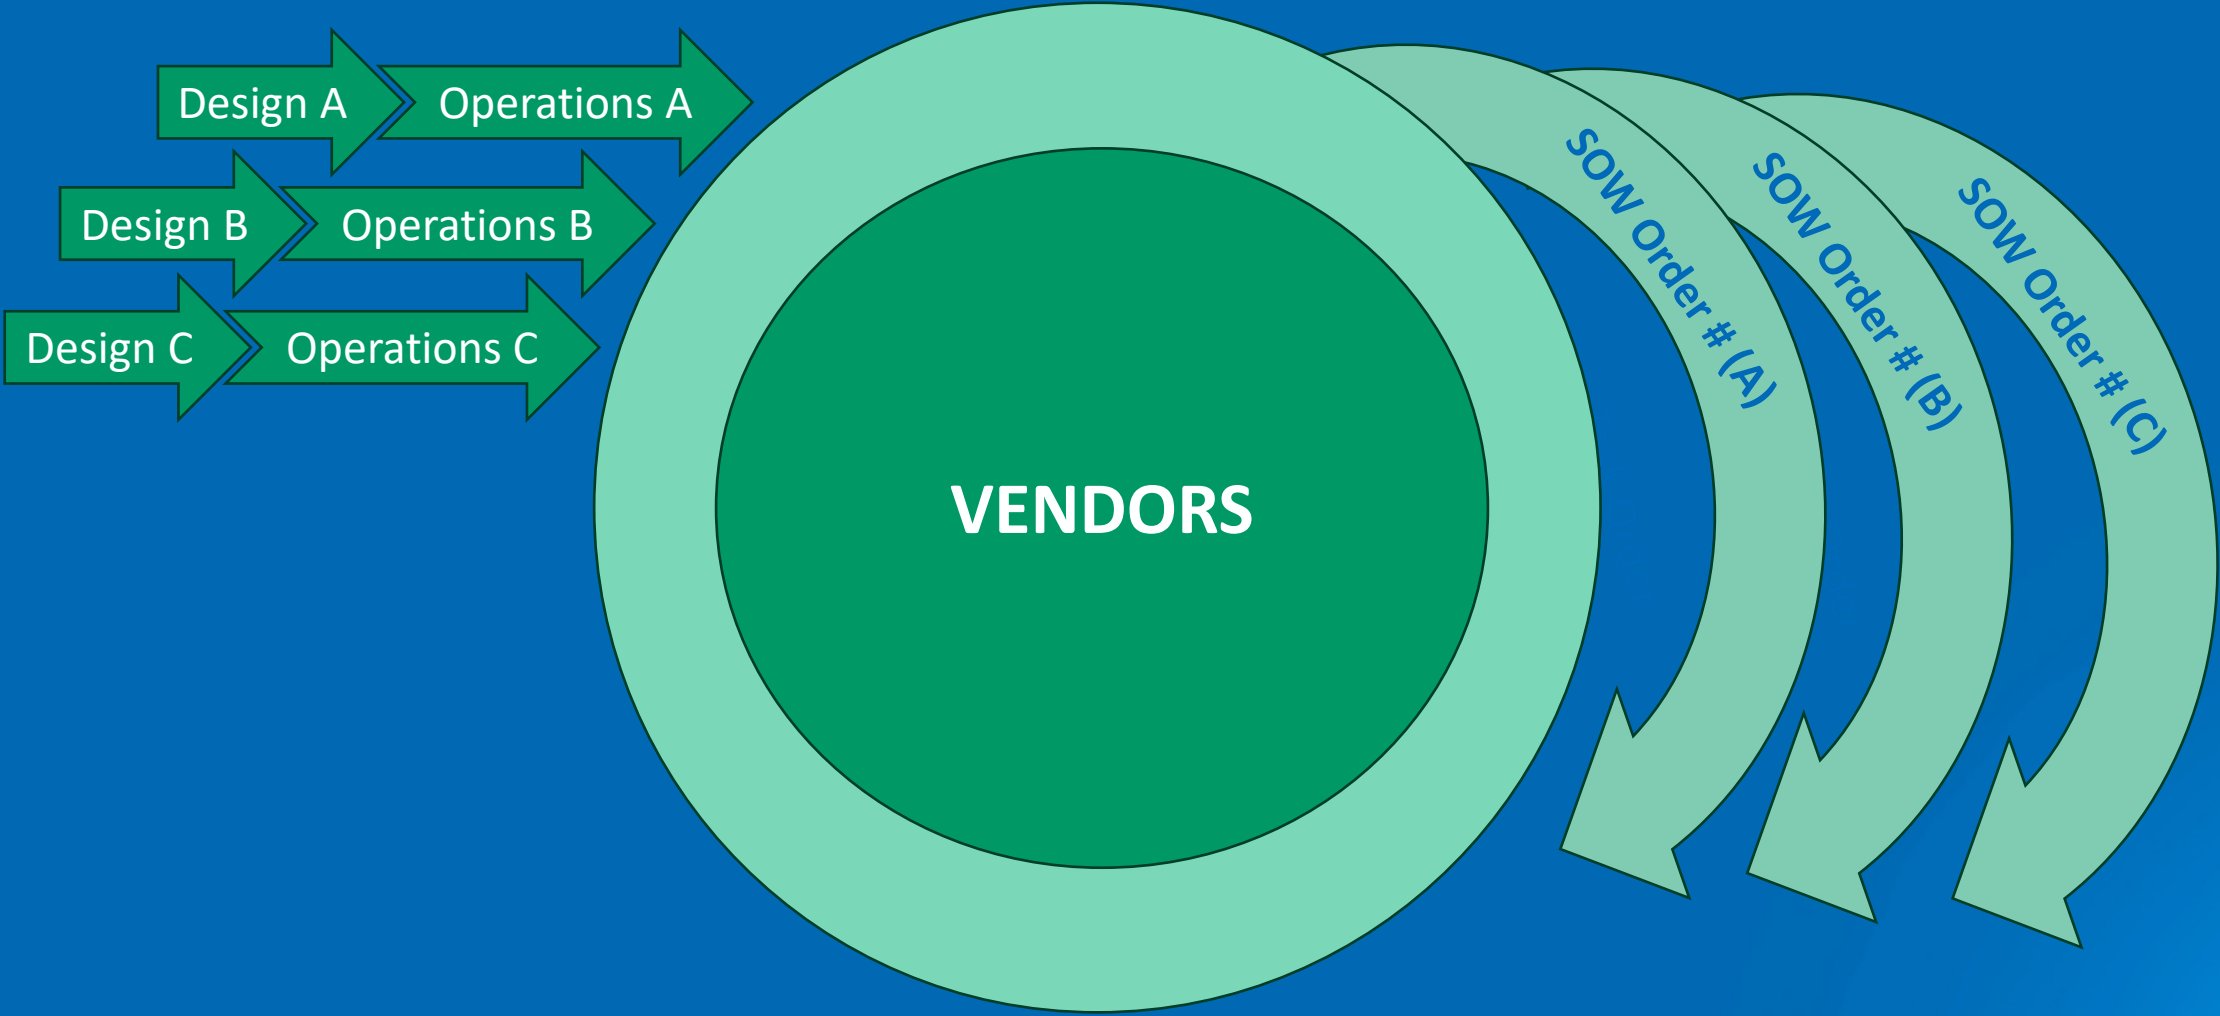 Design A
Operations A
Design B
Operations B
Design C
Operations C
VENDORS
SOW Order # (A)
SOW Order # (B)
SOW Order # (C)